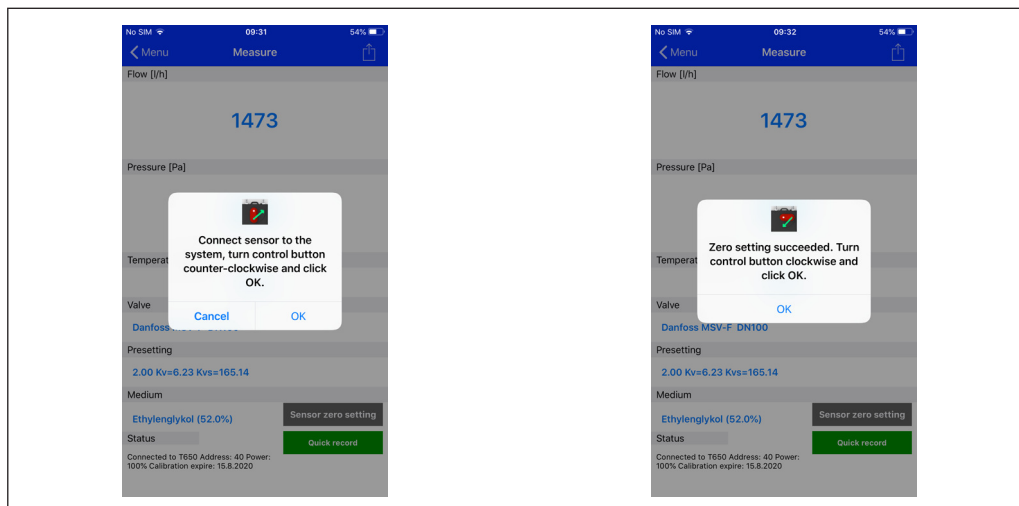 No SIM 09:31 54%
Menu Measure
Flow [l/h]
1473
Pressure [Pa]
Connect sensor to the
system, turn control button
counter-clockwise and click
OK.
Temperat
Cancel OK
Valve
Danfoss
Presetting
2.00 Kv=6.23 Kvs=165.14
Medium
Ethylenglykol (52.0%)
Sensor zero setting
Status
Quick record
Connected to T650 Address: 40 Power:
100% Calibration expire: 15.8.2020
No SIM 09:32 54%
Menu Measure
Flow [l/h]
1473
Pressure [Pa]
Zero setting succeeded. Turn
control button clockwise and
click OK.
Temperat
OK
Valve
Danfoss MSV-F DN100
Presetting
2.00 Kv=6.23 Kvs=165.14
Medium
Ethylenglykol (52.0%)
Sensor zero setting
Status
Quick record
Connected to T650 Address: 40 Power:
100% Calibration expire: 15.8.2020